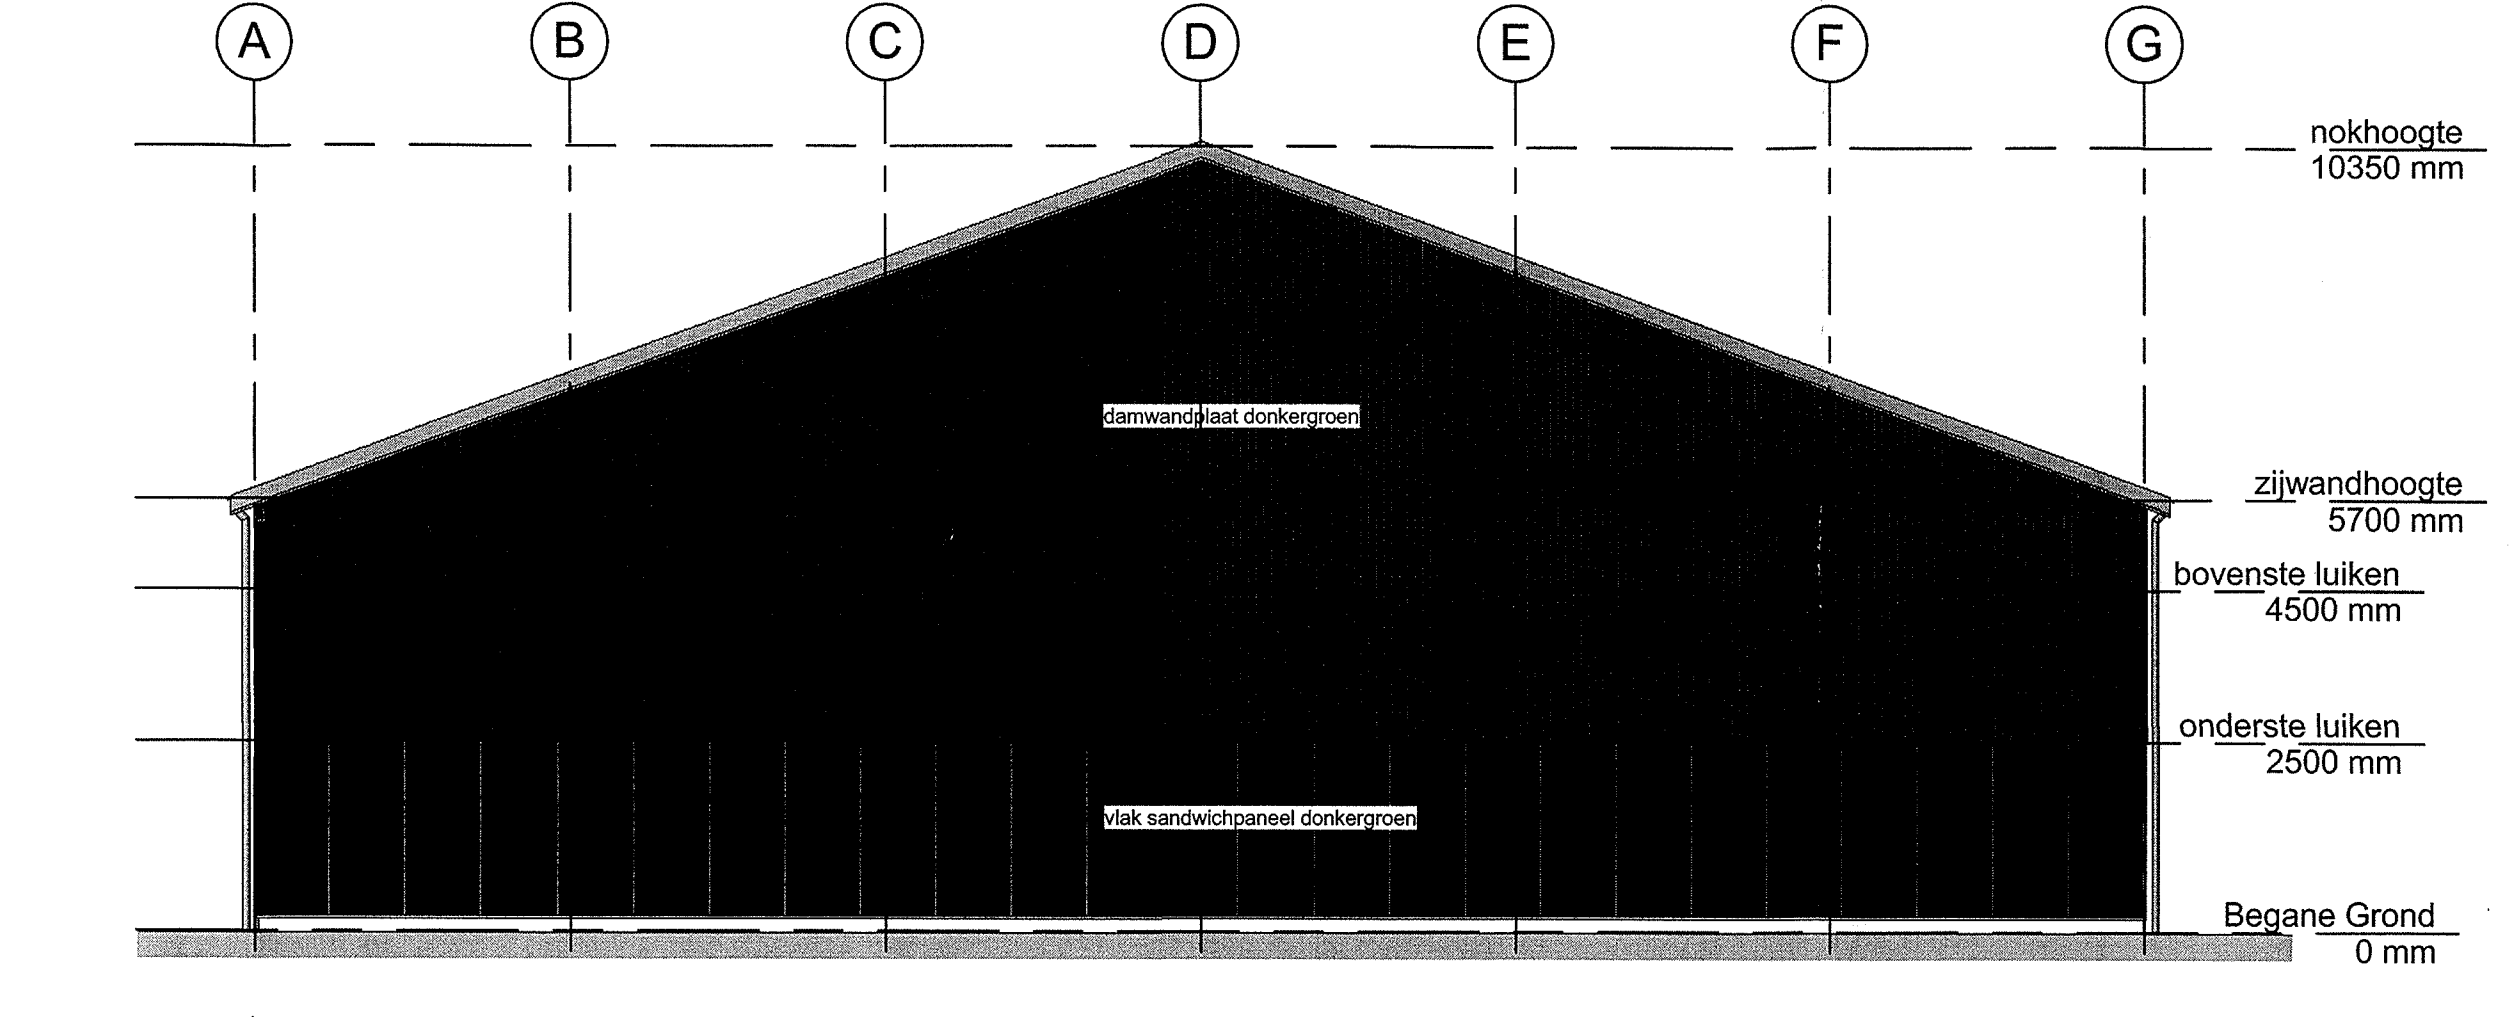 A B C D E F G
nokhoogte
10350 mm
damwandplaat donkergroen
zijwandhoogte
5700 mm
bovenste luiken
4500 mm
onderste luiken
2500 mm
vlak sandwichpaneel donkergroen
Begane Grond
0 mm